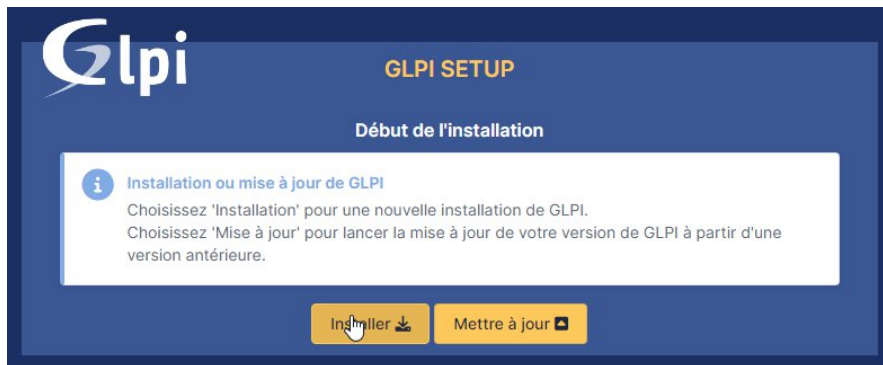 Glpi
GLPI SETUP
Début de l'installation
Installation ou mise à jour de GLPI
Choisissez 'Installation' pour une nouvelle installation de GLPI.
Choisissez 'Mise à jour' pour lancer la mise à jour de votre version de GLPI à partir d'une
version antérieure.
Installer
Mettre à jour